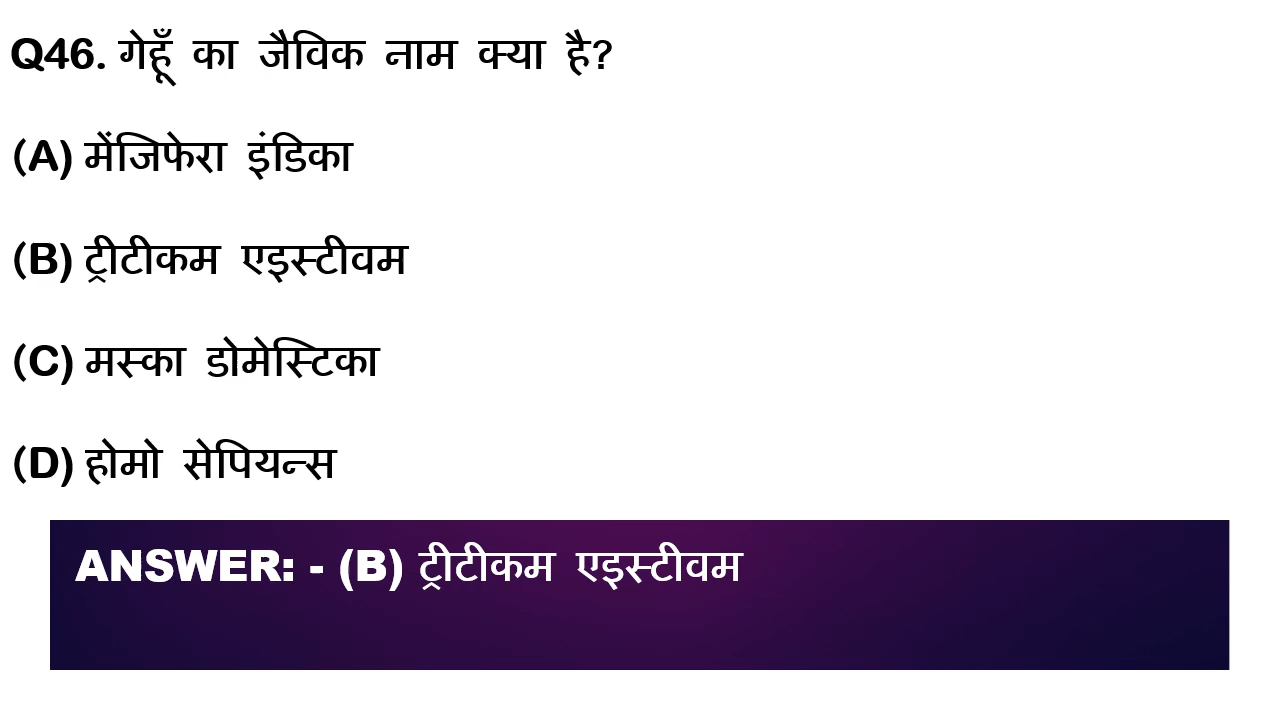 Q46. गेहूँ का जैविक नाम क्या है?
(A) मेंजिफेरा इंडिका
(B) ट्रीटीकम एइस्टीवम
(C) मस्का डोमेस्टिका
(D) होमो सेपियन्स
ANSWER: - (B) ट्रीटीकम एइस्टीवम